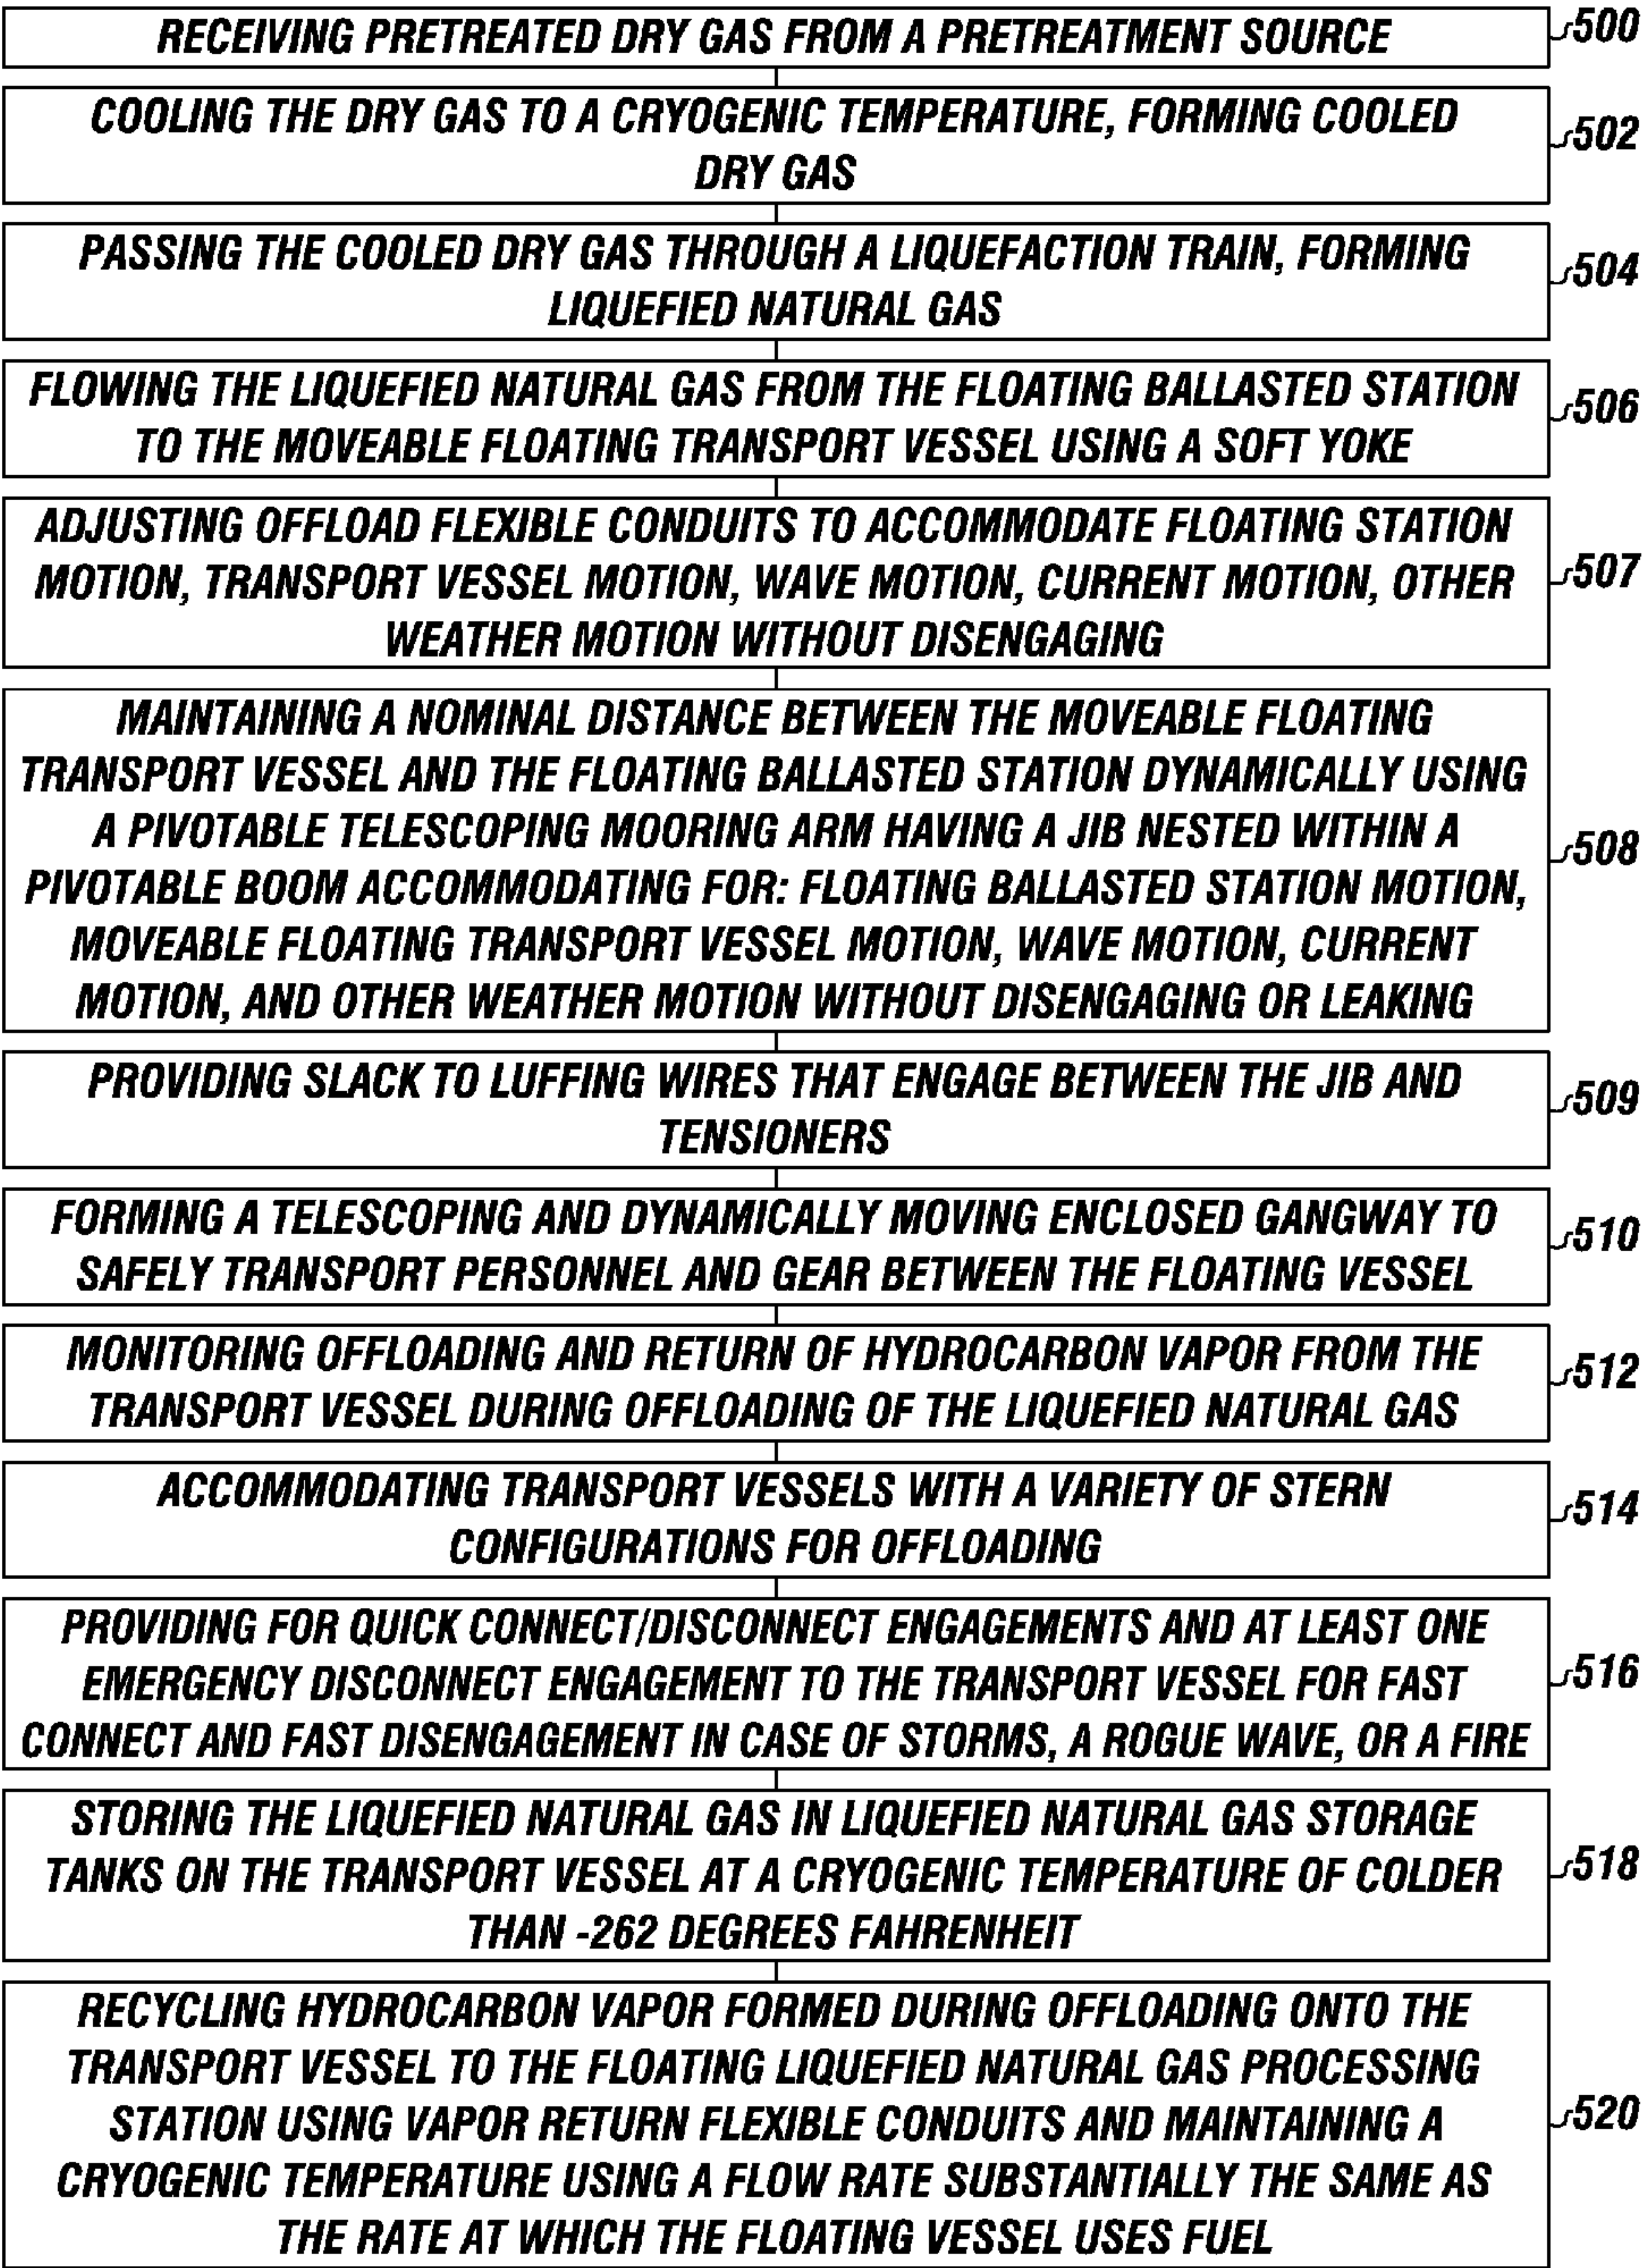 RECEIVING PRETREATED DRY GAS FROM A PRETREATMENT SOURCE
500
COOLING THE DRY GAS TO A CRYOGENIC TEMPERATURE, FORMING COOLED
DRY GAS
502
PASSING THE COOLED DRY GAS THROUGH A LIQUEFACTION TRAIN, FORMING
LIQUEFIED NATURAL GAS
504
FLOWING THE LIQUEFIED NATURAL GAS FROM THE FLOATING BALLASTED STATION
TO THE MOVEABLE FLOATING TRANSPORT VESSEL USING A SOFT YOKE
506
ADJUSTING OFFLOAD FLEXIBLE CONDUITS TO ACCOMMODATE FLOATING STATION
MOTION, TRANSPORT VESSEL MOTION, WAVE MOTION, CURRENT MOTION, OTHER
WEATHER MOTION WITHOUT DISENGAGING
507
MAINTAINING A NOMINAL DISTANCE BETWEEN THE MOVEABLE FLOATING
TRANSPORT VESSEL AND THE FLOATING BALLASTED STATION DYNAMICALLY USING
A PIVOTABLE TELESCOPING MOORING ARM HAVING A JIB NESTED WITHIN A
PIVOTABLE BOOM ACCOMMODATING FOR: FLOATING BALLASTED STATION MOTION,
MOVEABLE FLOATING TRANSPORT VESSEL MOTION, WAVE MOTION, CURRENT
MOTION, AND OTHER WEATHER MOTION WITHOUT DISENGAGING OR LEAKING
508
PROVIDING SLACK TO LUFFING WIRES THAT ENGAGE BETWEEN THE JIB AND
TENSIONERS
509
FORMING A TELESCOPING AND DYNAMICALLY MOVING ENCLOSED GANGWAY TO
SAFELY TRANSPORT PERSONNEL AND GEAR BETWEEN THE FLOATING VESSEL
510
MONITORING OFFLOADING AND RETURN OF HYDROCARBON VAPOR FROM THE
TRANSPORT VESSEL DURING OFFLOADING OF THE LIQUEFIED NATURAL GAS
512
ACCOMMODATING TRANSPORT VESSELS WITH A VARIETY OF STERN
CONFIGURATIONS FOR OFFLOADING
514
PROVIDING FOR QUICK CONNECT/DISCONNECT ENGAGEMENTS AND AT LEAST ONE
EMERGENCY DISCONNECT ENGAGEMENT TO THE TRANSPORT VESSEL FOR FAST
CONNECT AND FAST DISENGAGEMENT IN CASE OF STORMS, A ROGUE WAVE, OR A FIRE
516
STORING THE LIQUEFIED NATURAL GAS IN LIQUEFIED NATURAL GAS STORAGE
TANKS ON THE TRANSPORT VESSEL AT A CRYOGENIC TEMPERATURE OF COLDER
THAN -262 DEGREES FAHRENHEIT
518
RECYCLING HYDROCARBON VAPOR FORMED DURING OFFLOADING ONTO THE
TRANSPORT VESSEL TO THE FLOATING LIQUEFIED NATURAL GAS PROCESSING
STATION USING VAPOR RETURN FLEXIBLE CONDUITS AND MAINTAINING A
CRYOGENIC TEMPERATURE USING A FLOW RATE SUBSTANTIALLY THE SAME AS
THE RATE AT WHICH THE FLOATING VESSEL USES FUEL
520